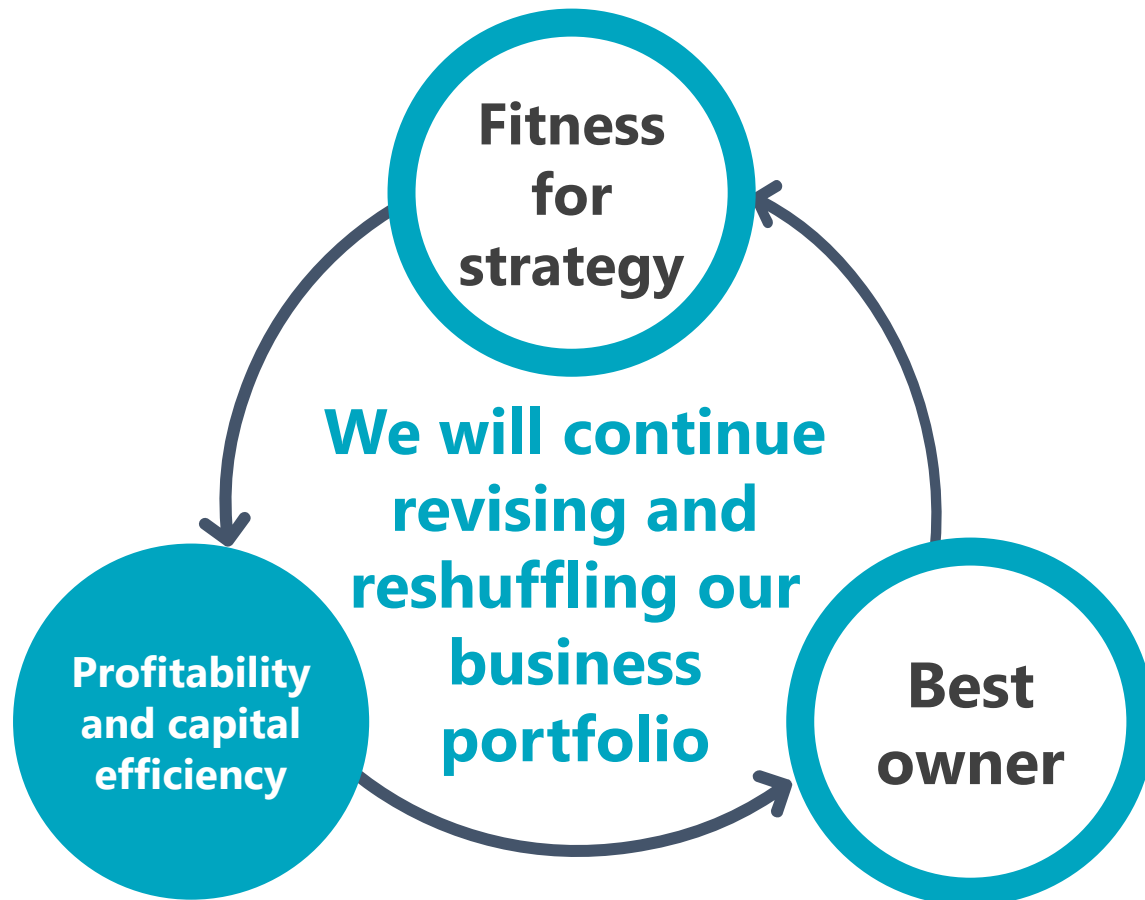 Fitness
for
strategy
We will continue
revising and
reshuffling our
business
portfolio
Profitability
and capital
efficiency
Best
owner